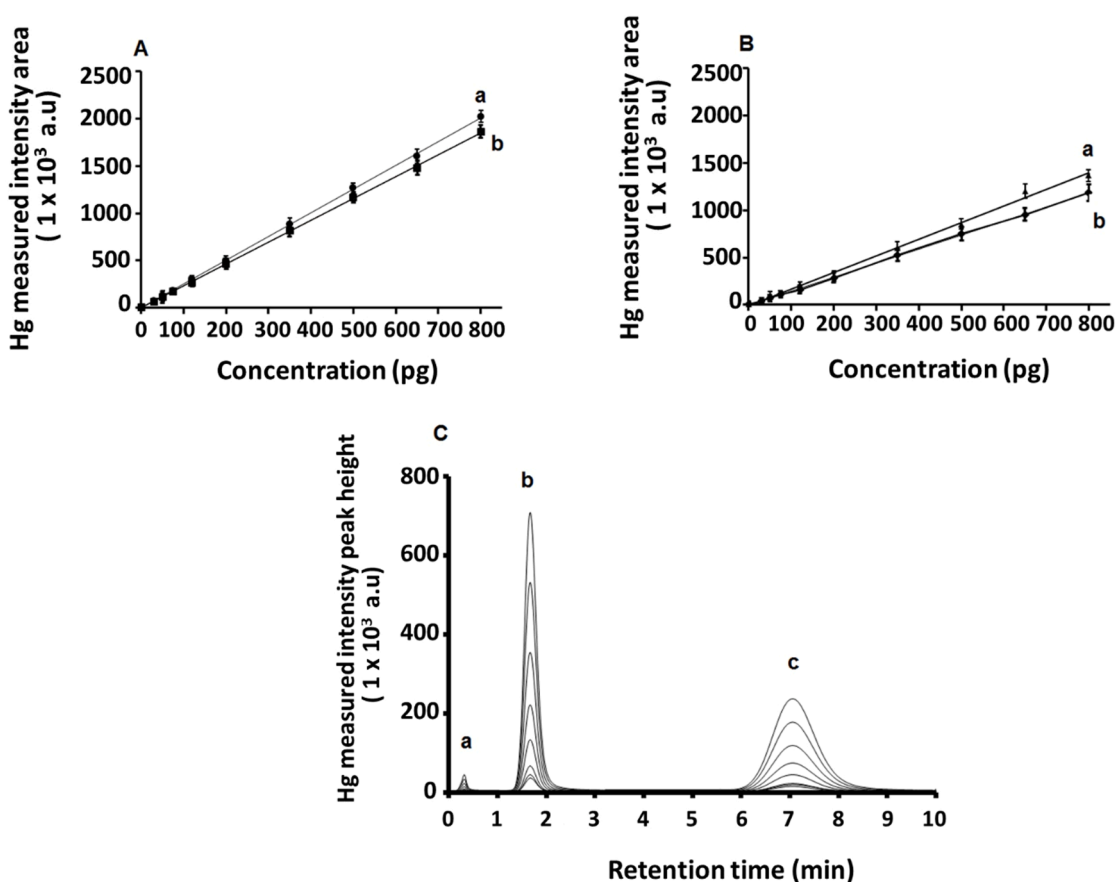 A
Hg measured intensity area
( 1 x 10³ a.u)
2500
2000
1500
1000
500
0
a
b
0 100 200 300 400 500 600 700 800
Concentration (pg)
B
Hg measured intensity area
( 1 x 10³ a.u)
2500
2000
1500
1000
500
0
a
b
0 100 200 300 400 500 600 700 800
Concentration (pg)
C
Hg measured intensity peak height
( 1 x 10³ a.u)
800
600
400
200
0
a
b
c
0 1 2 3 4 5 6 7 8 9 10
Retention time (min)